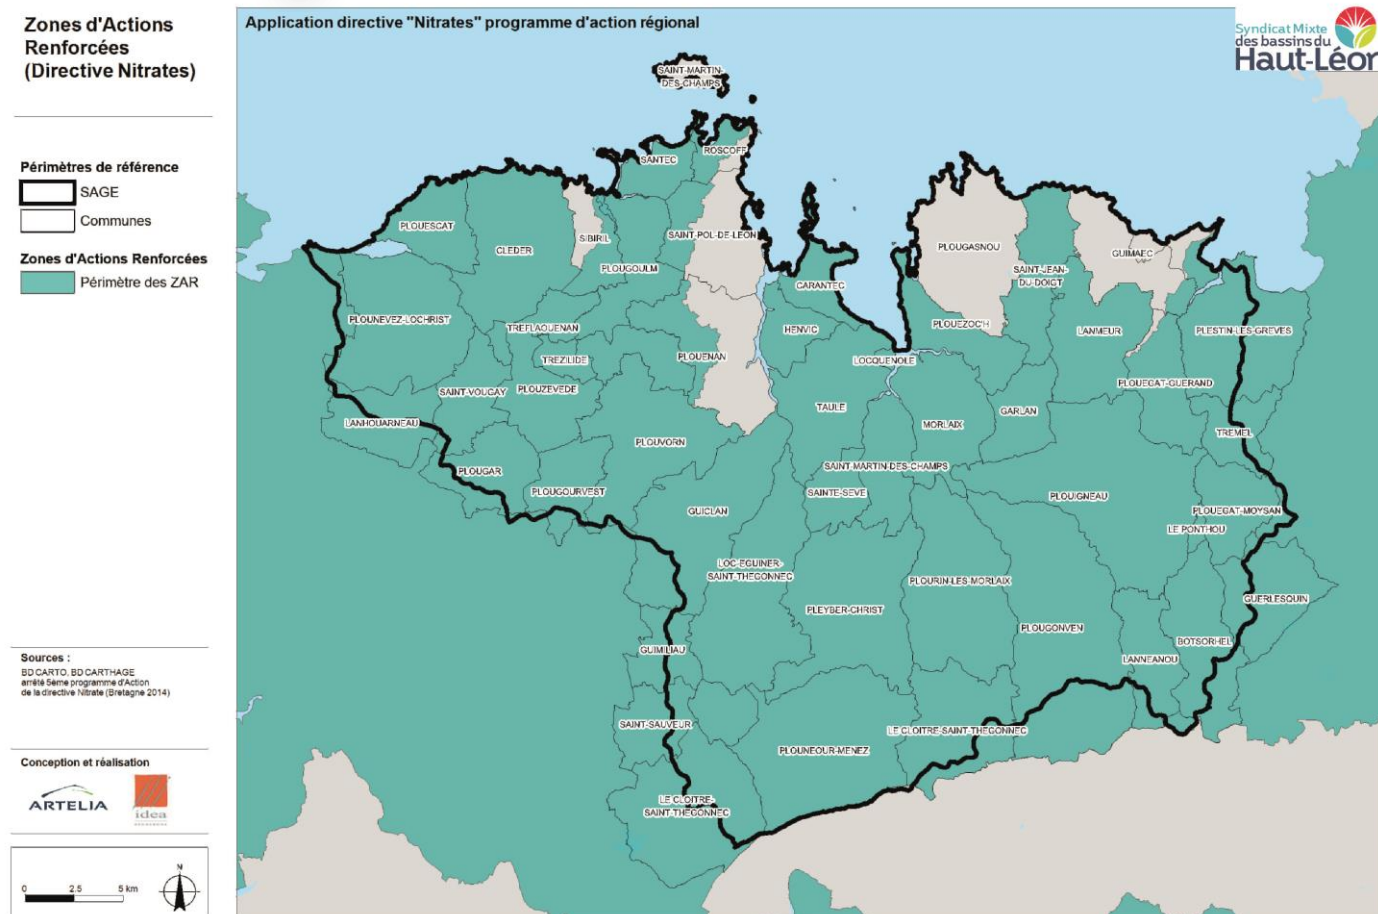 Zones d'Actions
Renforcées
(Directive Nitrates)
Périmètres de référence
SAGE
Communes
Zones d'Actions Renforcées
Périmètre des ZAR
Sources :
BD CARTO, BD CARTHAGE
arrêté 5ème programme d'Action
de la directive Nitrate (Bretagne 2014)
Conception et réalisation
ARTELIA
idea
0 2.5 5 km
N
Application directive "Nitrates" programme d'action régional
Syndicat Mixte
des bassins du
Haut-Léon
SAINT-MARTIN-
DES-CHAMPS
ROSCOFF
SANTEC
PLOUESCAT
CLEDER
SIBIRIL
SAINT-POL-DE-LEON
PLOUGOULM
PLOUGASNOU
GUIMAEC
SAINT-JEAN-
DU-DOIGT
CARANTEC
PLOUNEVEZ-LOCHRIST
TREFLAOUENAN
HENVIC
PLOUEZOC'H
LANMEUR
PLESTIN-LES-GREVES
TREZILIDE
PLOUENAN
LOCQUENOLE
SAINT-VOUGAY
PLOUZEVEDE
PLOUEGAT-GUERAND
LANHOUARNEAU
TAULE
GARLAN
MORLAIX
TREMEL
PLOUVORN
PLOUGAR
SAINT-MARTIN-DES-CHAMPS
PLOUGOURVEST
SAINTE-SEVE
PLOUIGNEAU
GUICLAN
PLOUEGAT-MOYSAN
LE PONTHOU
LOC-EGUINER-
SAINT-THEGONNEC
PLOURIN-LES-MORLAIX
GUERLESQUIN
PLEYBER-CHRIST
PLOUGONVEN
BOTSORHEL
GUIMILIAU
LANNEANOU
SAINT-SAUVEUR
LE CLOITRE-SAINT-THEGONNEC
PLOUNEOUR-MENEZ
LE CLOITRE-
SAINT-THEGONNEC